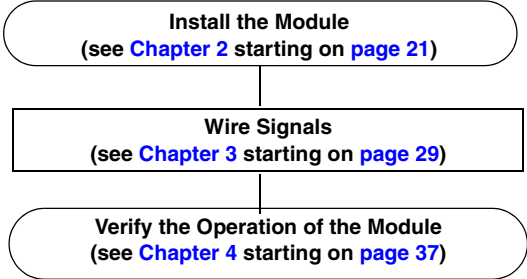 Install the Module
(see Chapter 2 starting on page 21)
Wire Signals
(see Chapter 3 starting on page 29)
Verify the Operation of the Module
(see Chapter 4 starting on page 37)